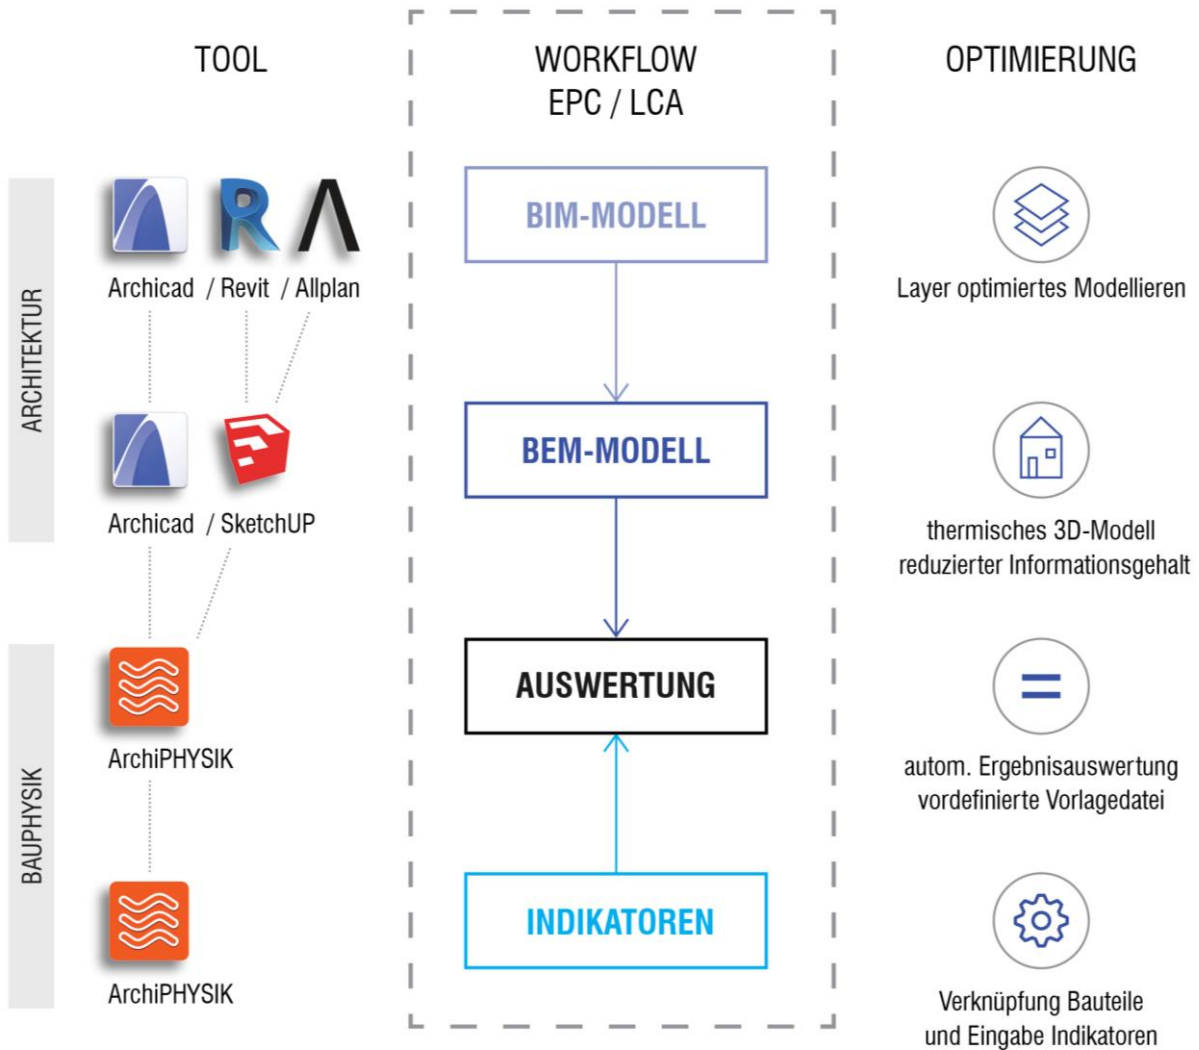 TOOL
WORKFLOW
EPC / LCA
OPTIMIERUNG
ARCHITEKTUR
Archicad / Revit / Allplan
BIM-MODELL
Layer optimiertes Modellieren
Archicad / SketchUP
BEM-MODELL
thermisches 3D-Modell
reduzierter Informationsgehalt
BAUPHYSIK
ArchiPHYSIK
AUSWERTUNG
autom. Ergebnisauswertung
vordefinierte Vorlagedatei
ArchiPHYSIK
INDIKATOREN
Verknüpfung Bauteile
und Eingabe Indikatoren